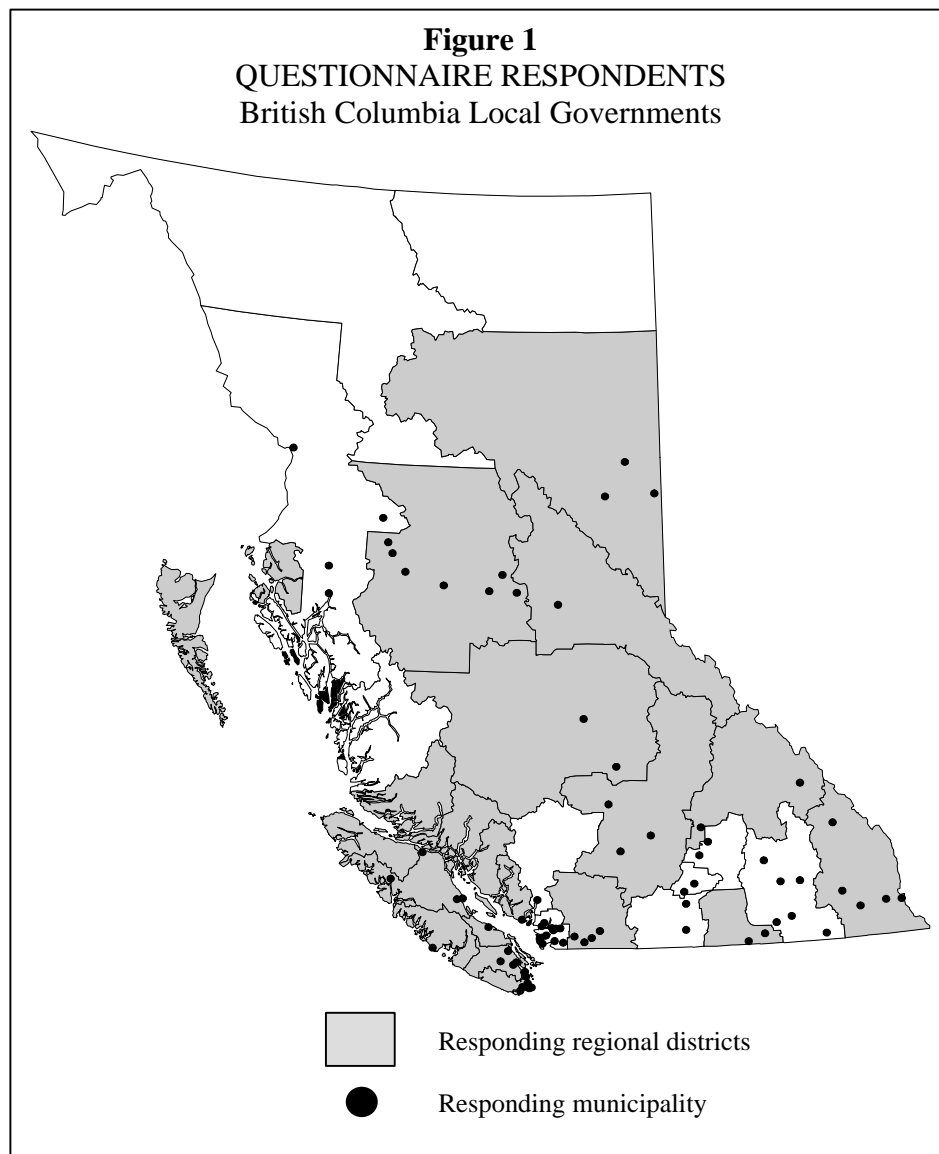 Figure 1
QUESTIONNAIRE RESPONDENTS
British Columbia Local Governments
Responding regional districts
Responding municipality